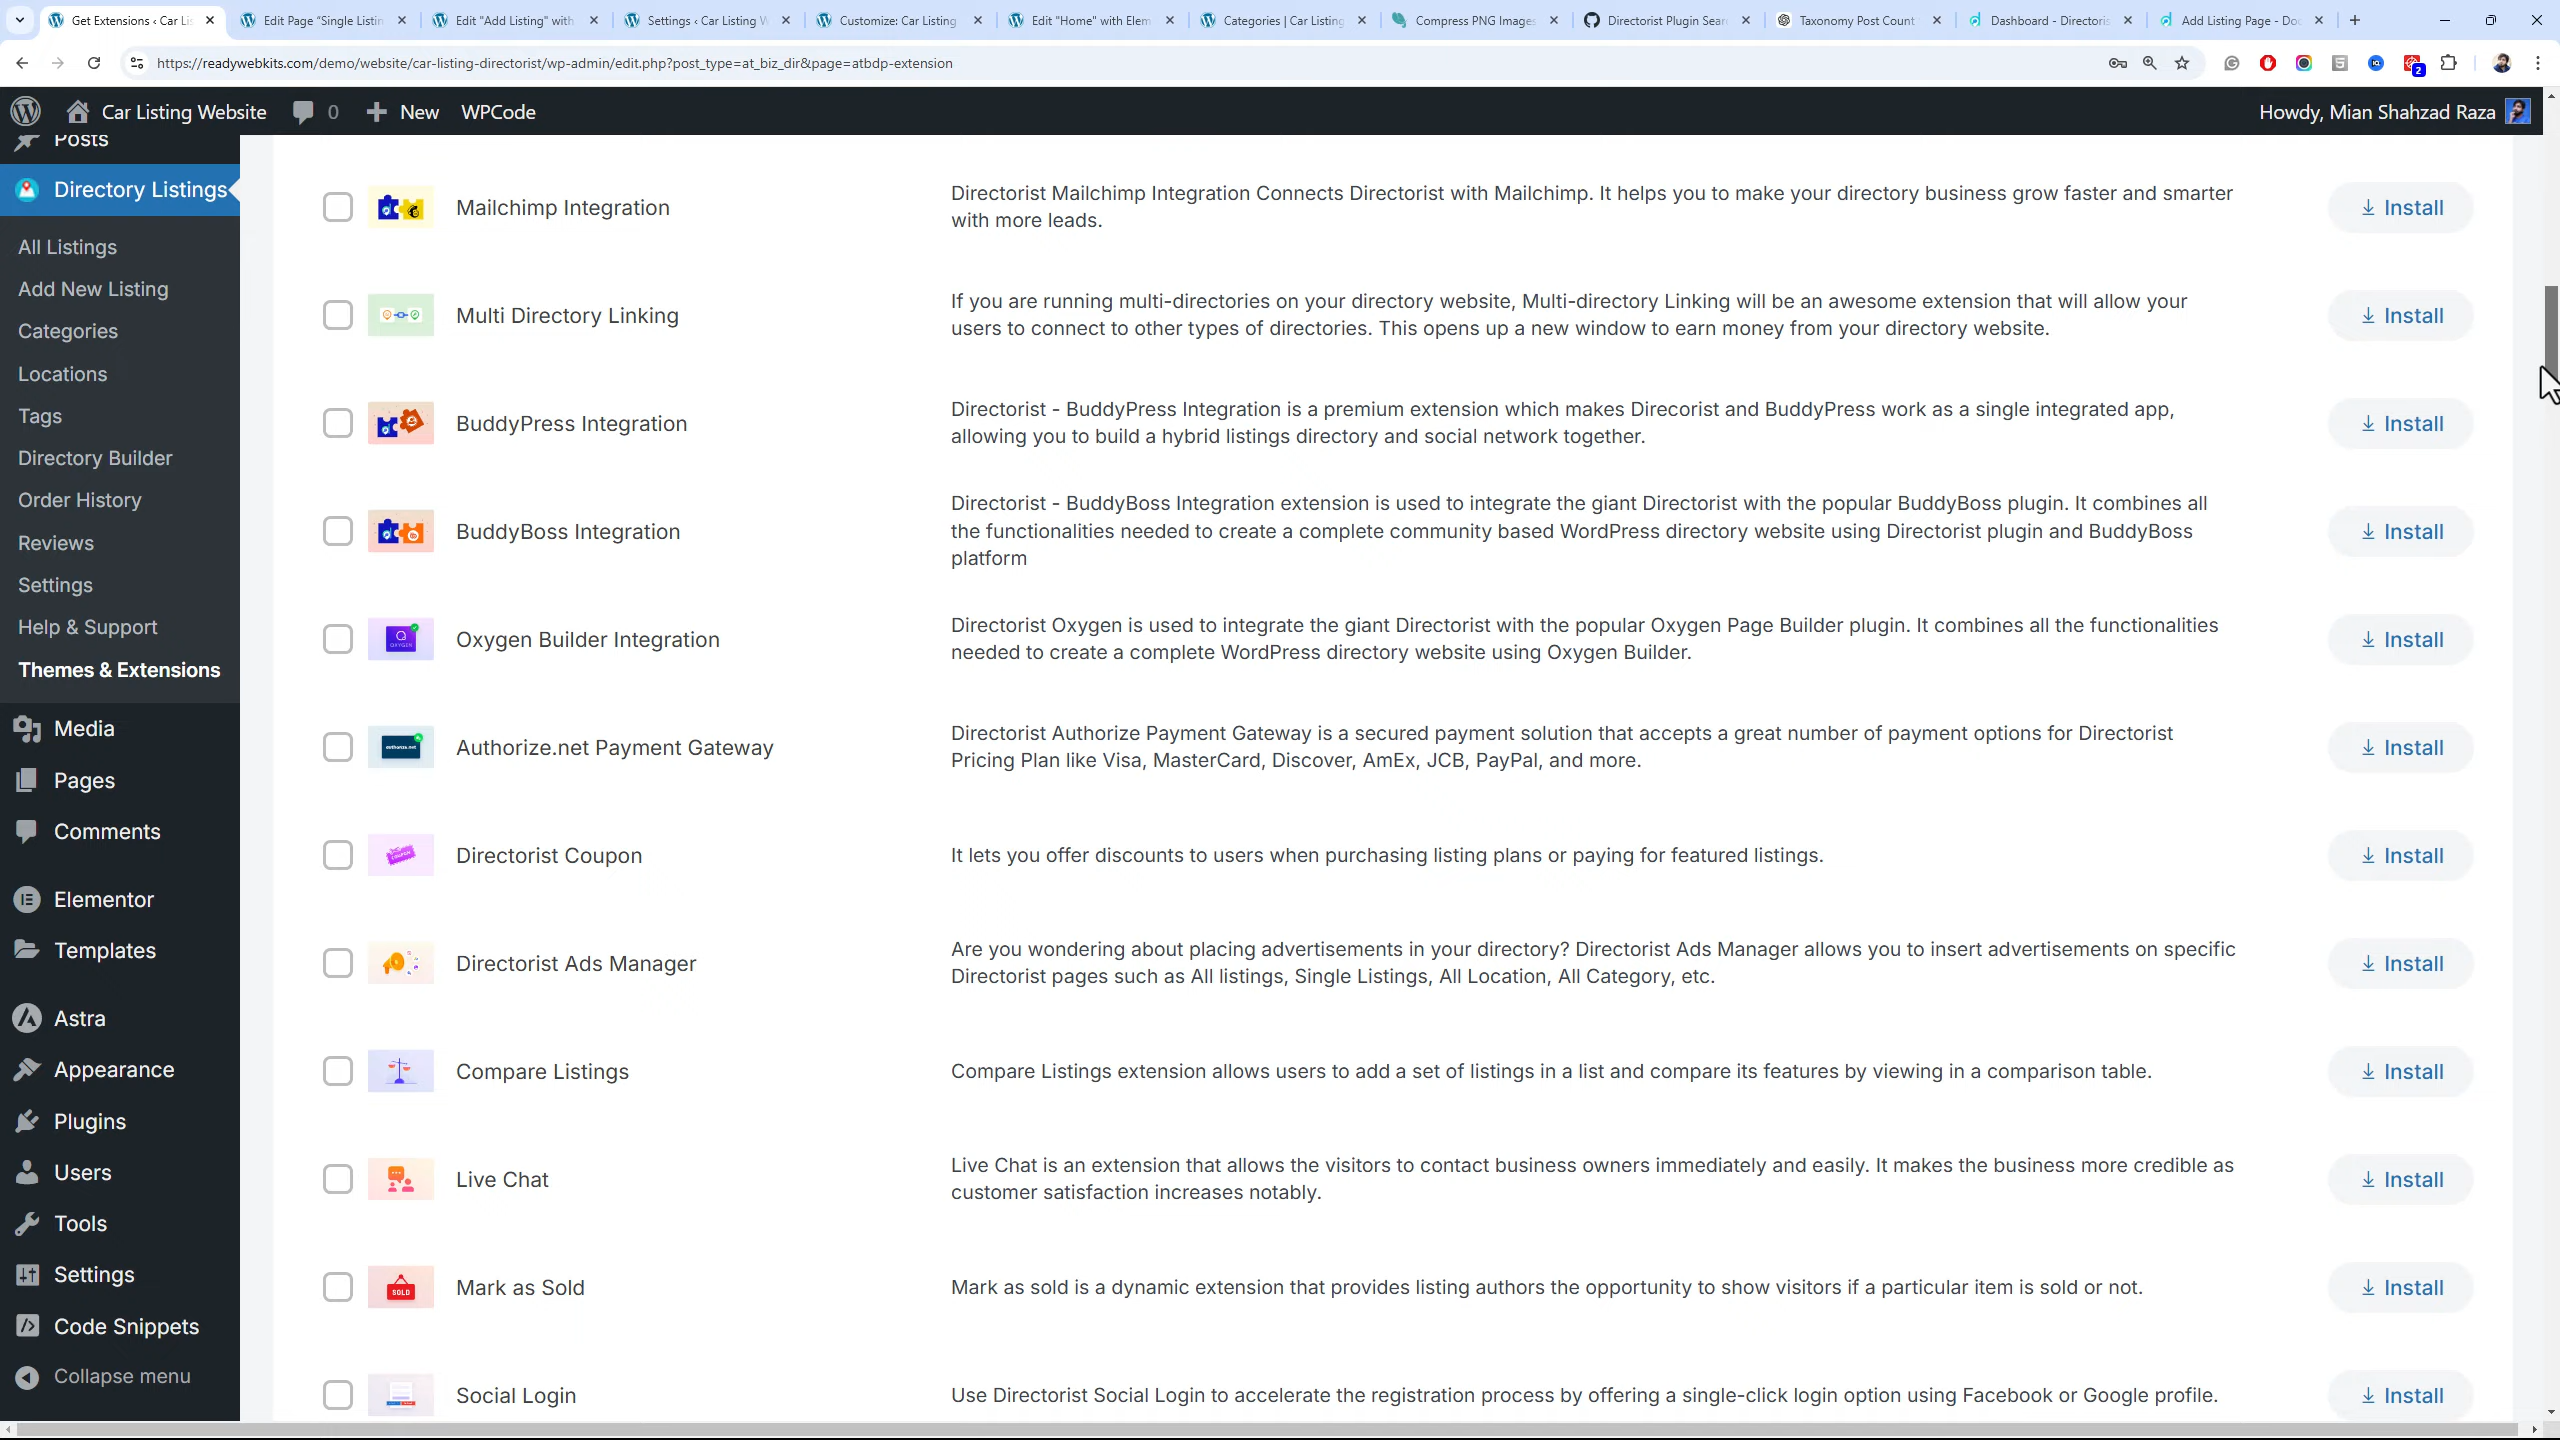 Get Extensions ‹ Car Lis
Edit Page "Single Listin
Edit "Add Listing" with
Settings ‹ Car Listing W
Customize: Car Listing
Edit "Home" with Elem
Categories | Car Listing
Compress PNG Images
Directorist Plugin Sear
Taxonomy Post Count
Dashboard - Directoris
Add Listing Page - Doc
https://readywebkits.com/demo/website/car-listing-directorist/wp-admin/edit.php?post_type=at_biz_dir&page=atbdp-extension
2
Car Listing Website
0
New
WPCode
Howdy, Mian Shahzad Raza
Posts
Directory Listings
All Listings
Add New Listing
Categories
Locations
Tags
Directory Builder
Order History
Reviews
Settings
Help & Support
Themes & Extensions
Media
Pages
Comments
Elementor
Templates
Astra
Appearance
Plugins
Users
Tools
Settings
Code Snippets
Collapse menu
Mailchimp Integration
Directorist Mailchimp Integration Connects Directorist with Mailchimp. It helps you to make your directory business grow faster and smarter
with more leads.
Install
Multi Directory Linking
If you are running multi-directories on your directory website, Multi-directory Linking will be an awesome extension that will allow your
users to connect to other types of directories. This opens up a new window to earn money from your directory website.
Install
BuddyPress Integration
Directorist - BuddyPress Integration is a premium extension which makes Direcorist and BuddyPress work as a single integrated app,
allowing you to build a hybrid listings directory and social network together.
Install
BuddyBoss Integration
Directorist - BuddyBoss Integration extension is used to integrate the giant Directorist with the popular BuddyBoss plugin. It combines all
the functionalities needed to create a complete community based WordPress directory website using Directorist plugin and BuddyBoss
platform
Install
OXYGEN
Oxygen Builder Integration
Directorist Oxygen is used to integrate the giant Directorist with the popular Oxygen Page Builder plugin. It combines all the functionalities
needed to create a complete WordPress directory website using Oxygen Builder.
Install
authorize.net
Authorize.net Payment Gateway
Directorist Authorize Payment Gateway is a secured payment solution that accepts a great number of payment options for Directorist
Pricing Plan like Visa, MasterCard, Discover, AmEx, JCB, PayPal, and more.
Install
COUPON
Directorist Coupon
It lets you offer discounts to users when purchasing listing plans or paying for featured listings.
Install
Directorist Ads Manager
Are you wondering about placing advertisements in your directory? Directorist Ads Manager allows you to insert advertisements on specific
Directorist pages such as All listings, Single Listings, All Location, All Category, etc.
Install
Compare Listings
Compare Listings extension allows users to add a set of listings in a list and compare its features by viewing in a comparison table.
Install
Live Chat
Live Chat is an extension that allows the visitors to contact business owners immediately and easily. It makes the business more credible as
customer satisfaction increases notably.
Install
SOLD
Mark as Sold
Mark as sold is a dynamic extension that provides listing authors the opportunity to show visitors if a particular item is sold or not.
Install
Social Login
Use Directorist Social Login to accelerate the registration process by offering a single-click login option using Facebook or Google profile.
Install